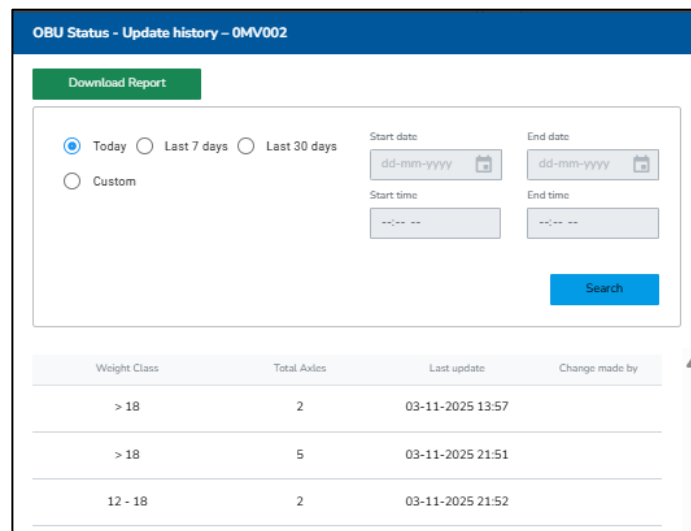 OBU Status - Update history – 0MV002
Download Report
Today Last 7 days Last 30 days
Custom
Start date End date
dd-mm-yyyy dd-mm-yyyy
Start time End time
--:-- -- --:-- --
Search
Weight Class Total Axles Last update Change made by
> 18 2 03-11-2025 13:57
> 18 5 03-11-2025 21:51
12 - 18 2 03-11-2025 21:52